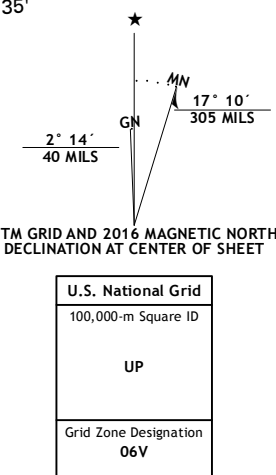 35'
★
MN
GN
17° 10´
305 MILS
2° 14´
40 MILS
TM GRID AND 2016 MAGNETIC NORTH
DECLINATION AT CENTER OF SHEET
U.S. National Grid
100,000-m Square ID
UP
Grid Zone Designation
06V